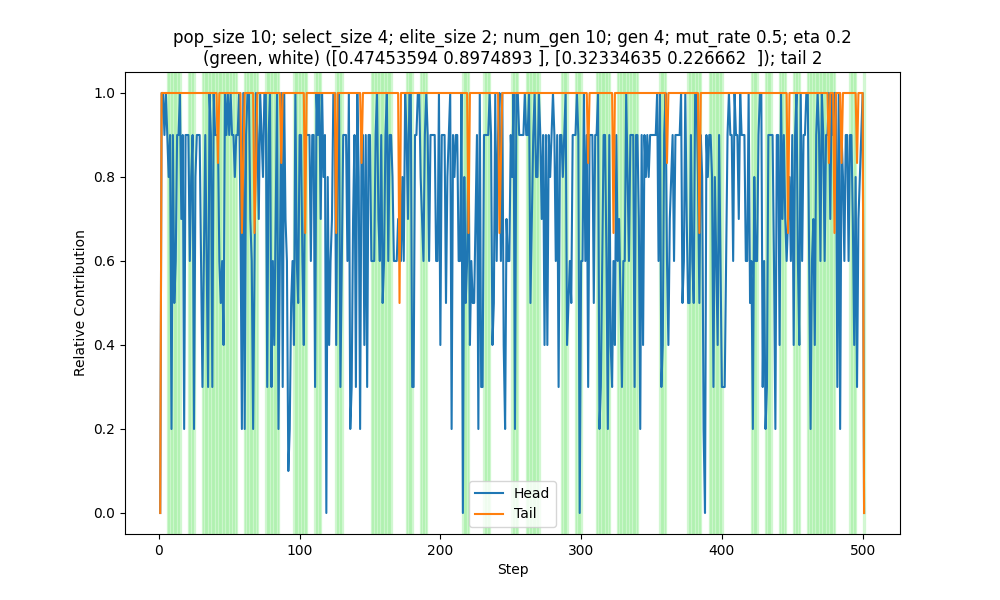 pop_size 10; select_size 4; elite_size 2; num_gen 10; gen 4; mut_rate 0.5; eta 0.2
(green, white) ([0.47453594 0.8974893 ], [0.32334635 0.226662  ]); tail 2
1.0
0.8
0.6
0.4
0.2
0.0
Relative Contribution
Head
Tail
0
100
200
300
400
500
Step